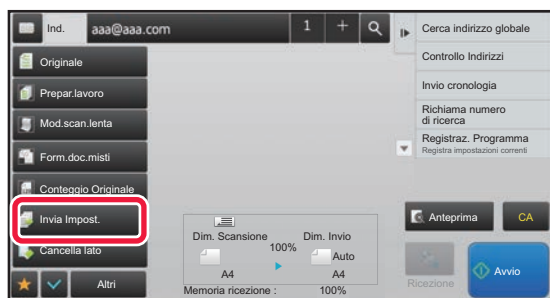 Ind.
aaa@aaa.com
1
+
Originale
Prepar.lavoro
Mod.scan.lenta
Form.doc.misti
Conteggio Originale
Invia Impost.
Cancella lato
Altri
Dim. Scansione
100%
Dim. Invio
Auto
A4
A4
Memoria ricezione :
100%
Cerca indirizzo globale
Controllo Indirizzi
Invio cronologia
Richiama numero
di ricerca
Registraz. Programma
Registra impostazioni correnti
Anteprima
CA
Ricezione
Avvio